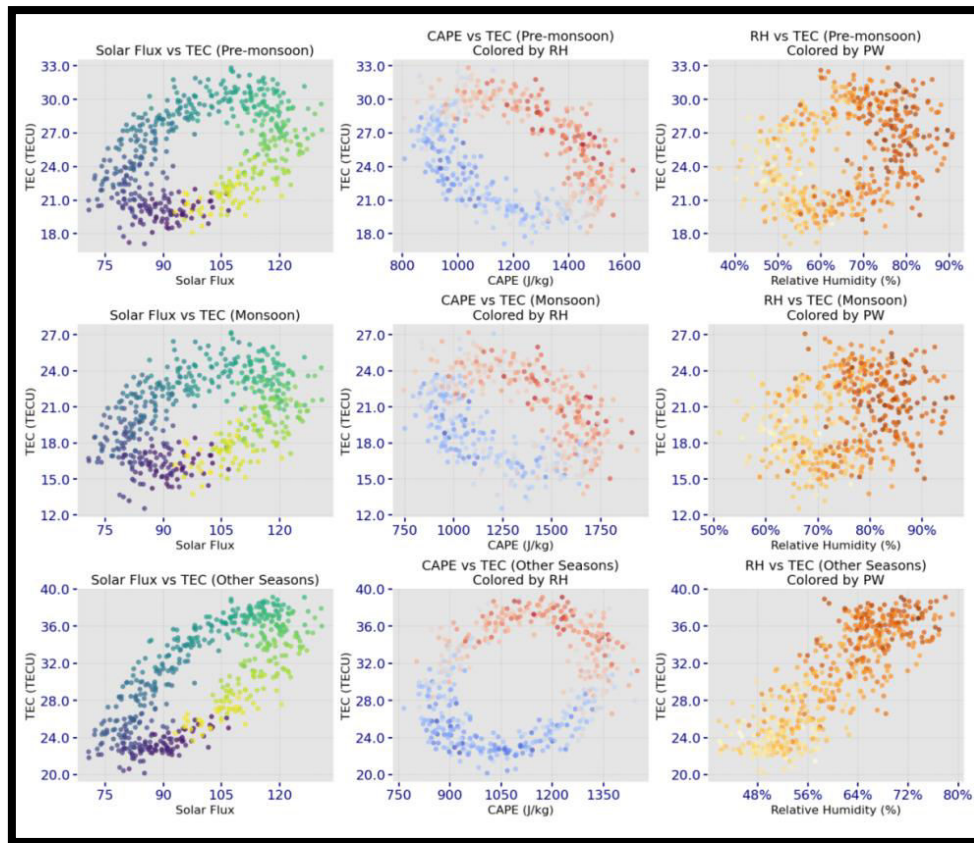 Solar Flux vs TEC (Pre-monsoon)
TEC (TECU)
33.0
30.0
27.0
24.0
21.0
18.0
75 90 105 120
Solar Flux
CAPE vs TEC (Pre-monsoon)
Colored by RH
TEC (TECU)
33.0
30.0
27.0
24.0
21.0
18.0
800 1000 1200 1400 1600
CAPE (J/kg)
RH vs TEC (Pre-monsoon)
Colored by PW
TEC (TECU)
33.0
30.0
27.0
24.0
21.0
18.0
40% 50% 60% 70% 80% 90%
Relative Humidity (%)
Solar Flux vs TEC (Monsoon)
TEC (TECU)
27.0
24.0
21.0
18.0
15.0
12.0
75 90 105 120
Solar Flux
CAPE vs TEC (Monsoon)
Colored by RH
TEC (TECU)
27.0
24.0
21.0
18.0
15.0
12.0
750 1000 1250 1500 1750
CAPE (J/kg)
RH vs TEC (Monsoon)
Colored by PW
TEC (TECU)
27.0
24.0
21.0
18.0
15.0
12.0
50% 60% 70% 80% 90%
Relative Humidity (%)
Solar Flux vs TEC (Other Seasons)
TEC (TECU)
40.0
36.0
32.0
28.0
24.0
20.0
75 90 105 120
Solar Flux
CAPE vs TEC (Other Seasons)
Colored by RH
TEC (TECU)
40.0
36.0
32.0
28.0
24.0
20.0
750 900 1050 1200 1350
CAPE (J/kg)
RH vs TEC (Other Seasons)
Colored by PW
TEC (TECU)
40.0
36.0
32.0
28.0
24.0
20.0
48% 56% 64% 72% 80%
Relative Humidity (%)